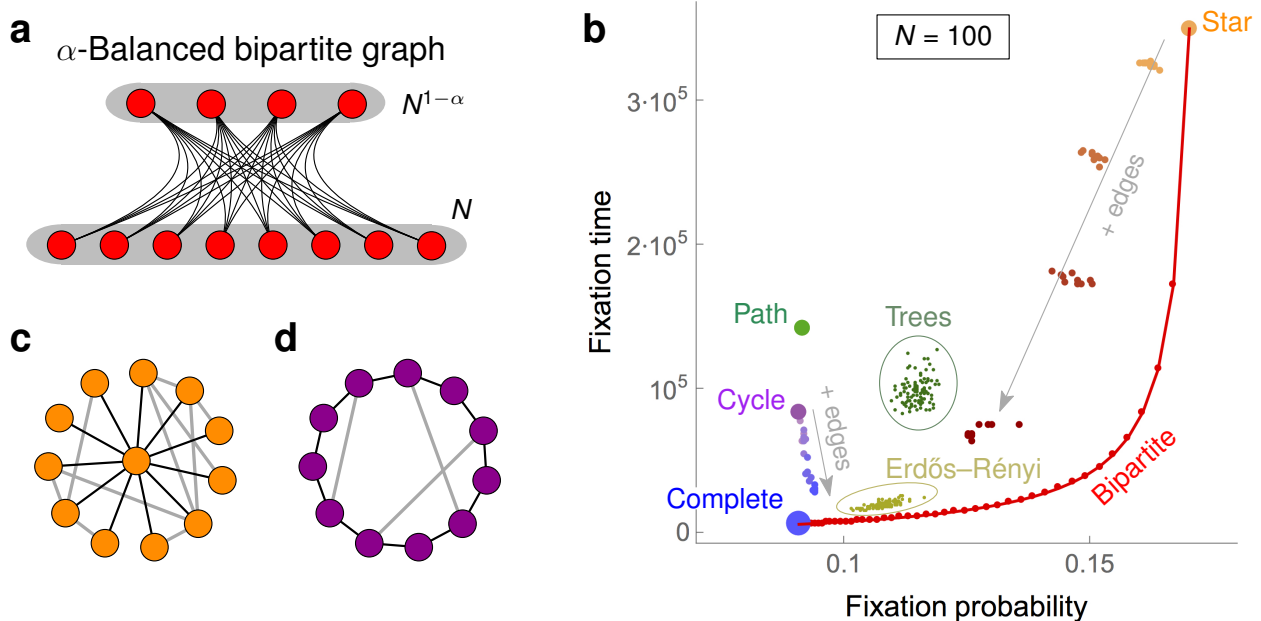 a
α-Balanced bipartite graph
N^{1−α}
N
c
d
b
N = 100
Star
3·10^5
+ edges
2·10^5
Fixation time
Path
Trees
10^5
Cycle
+ edges
Erdős–Rényi
Bipartite
Complete
0
0.1
0.15
Fixation probability